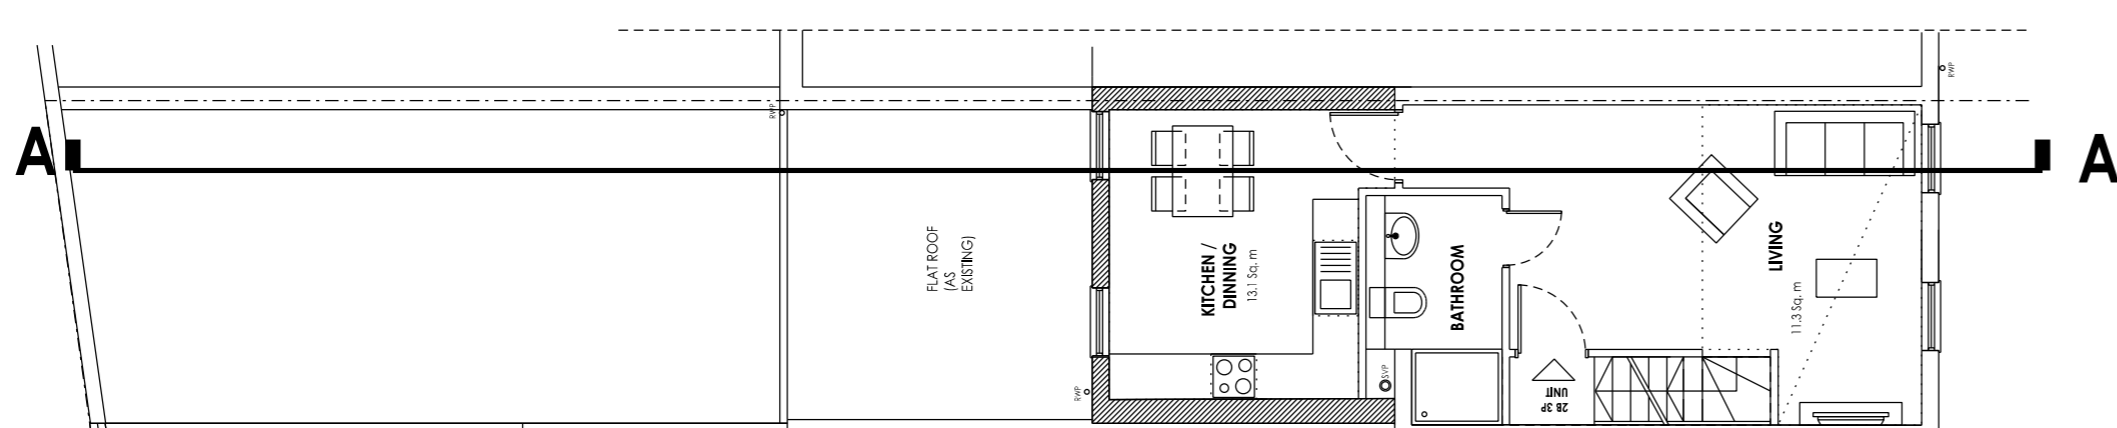 RWP
RWP
A
A
FLAT ROOF
(AS
EXISTING)
KITCHEN /
DINNING
13.1 Sq. m
BATHROOM
LIVING
11.3 Sq. m
RWP
SVP
2B 3P
UNIT